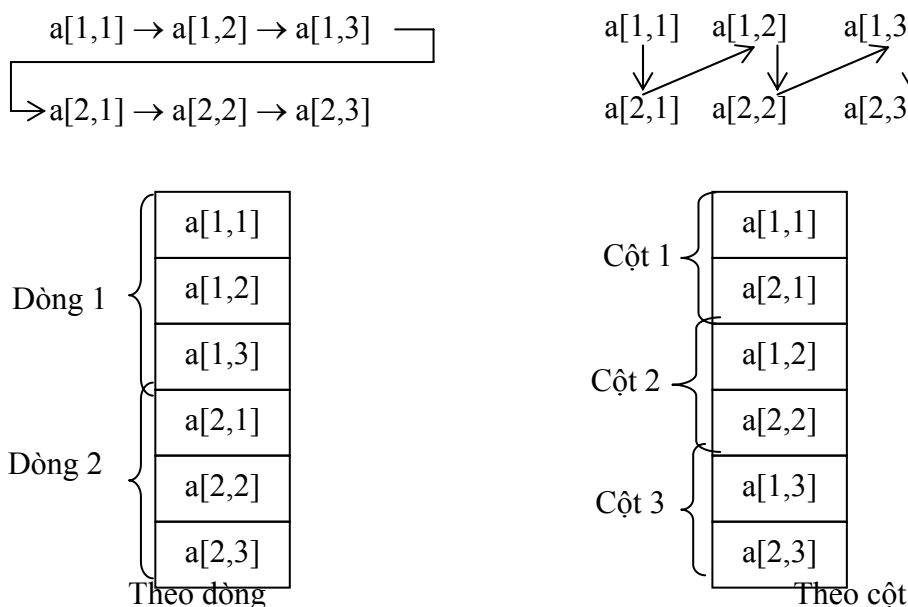 a[1,1] → a[1,2] → a[1,3]
a[2,1] → a[2,2] → a[2,3]
a[1,1] a[1,2] a[1,3
a[2,1] a[2,2] a[2,3
Dòng 1
a[1,1]
a[1,2]
a[1,3]
Dòng 2
a[2,1]
a[2,2]
a[2,3]
Theo dòng
Cột 1
a[1,1]
a[2,1]
Cột 2
a[1,2]
a[2,2]
Cột 3
a[1,3]
a[2,3]
Theo cột